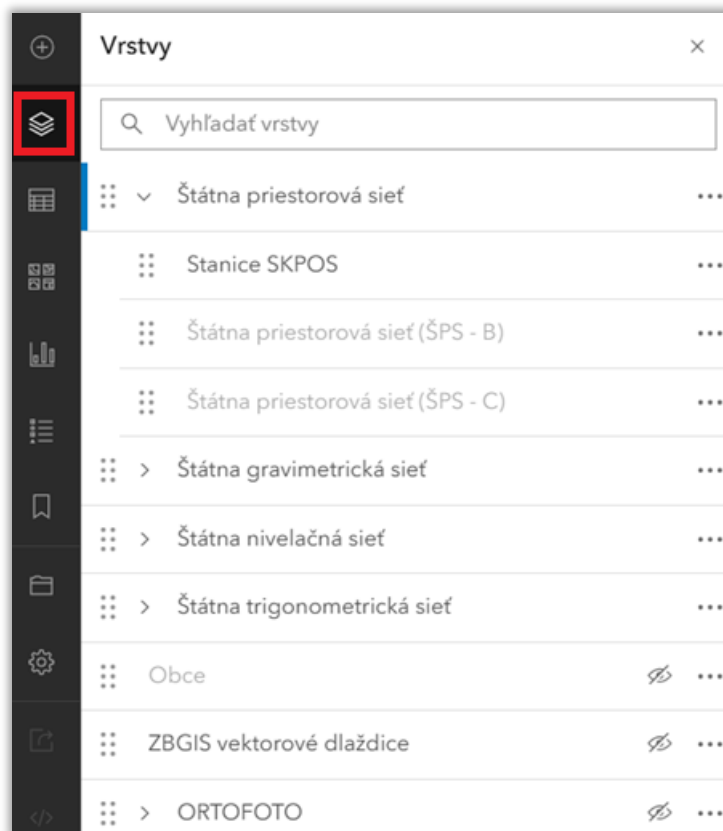 Vrstvy
Vyhľadať vrstvy
Štátna priestorová sieť
Stanice SKPOS
Štátna priestorová sieť (ŠPS - B)
Štátna priestorová sieť (ŠPS - C)
Štátna gravimetrická sieť
Štátna nivelačná sieť
Štátna trigonometrická sieť
Obce
ZBGIS vektorové dlaždice
ORTOFOTO